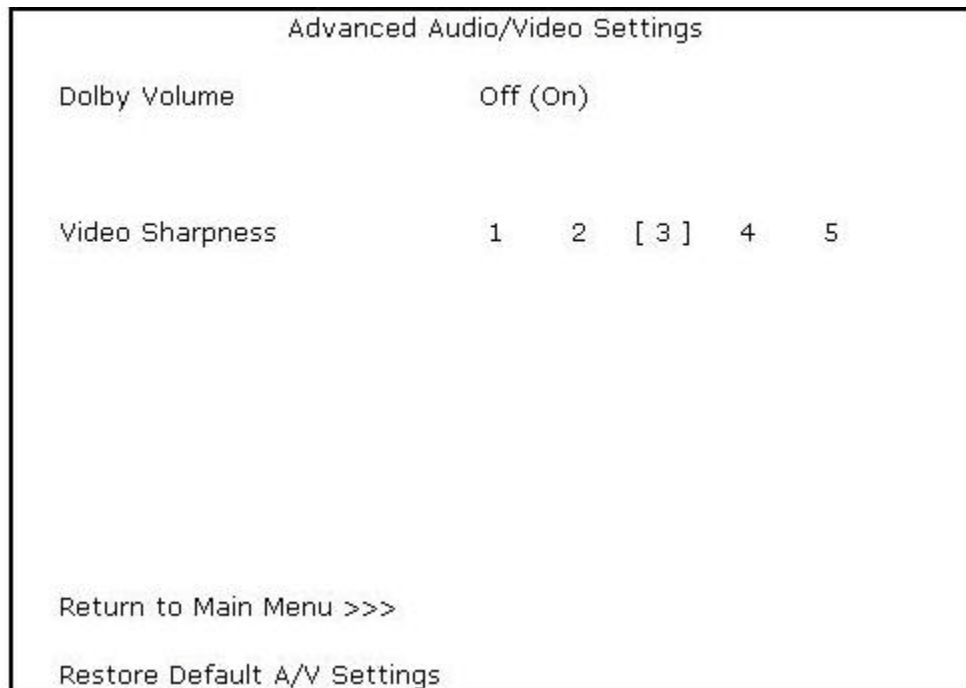 Advanced Audio/Video Settings
Dolby Volume Off (On)
Video Sharpness 1 2 [ 3 ] 4 5
Return to Main Menu >>>
Restore Default A/V Settings